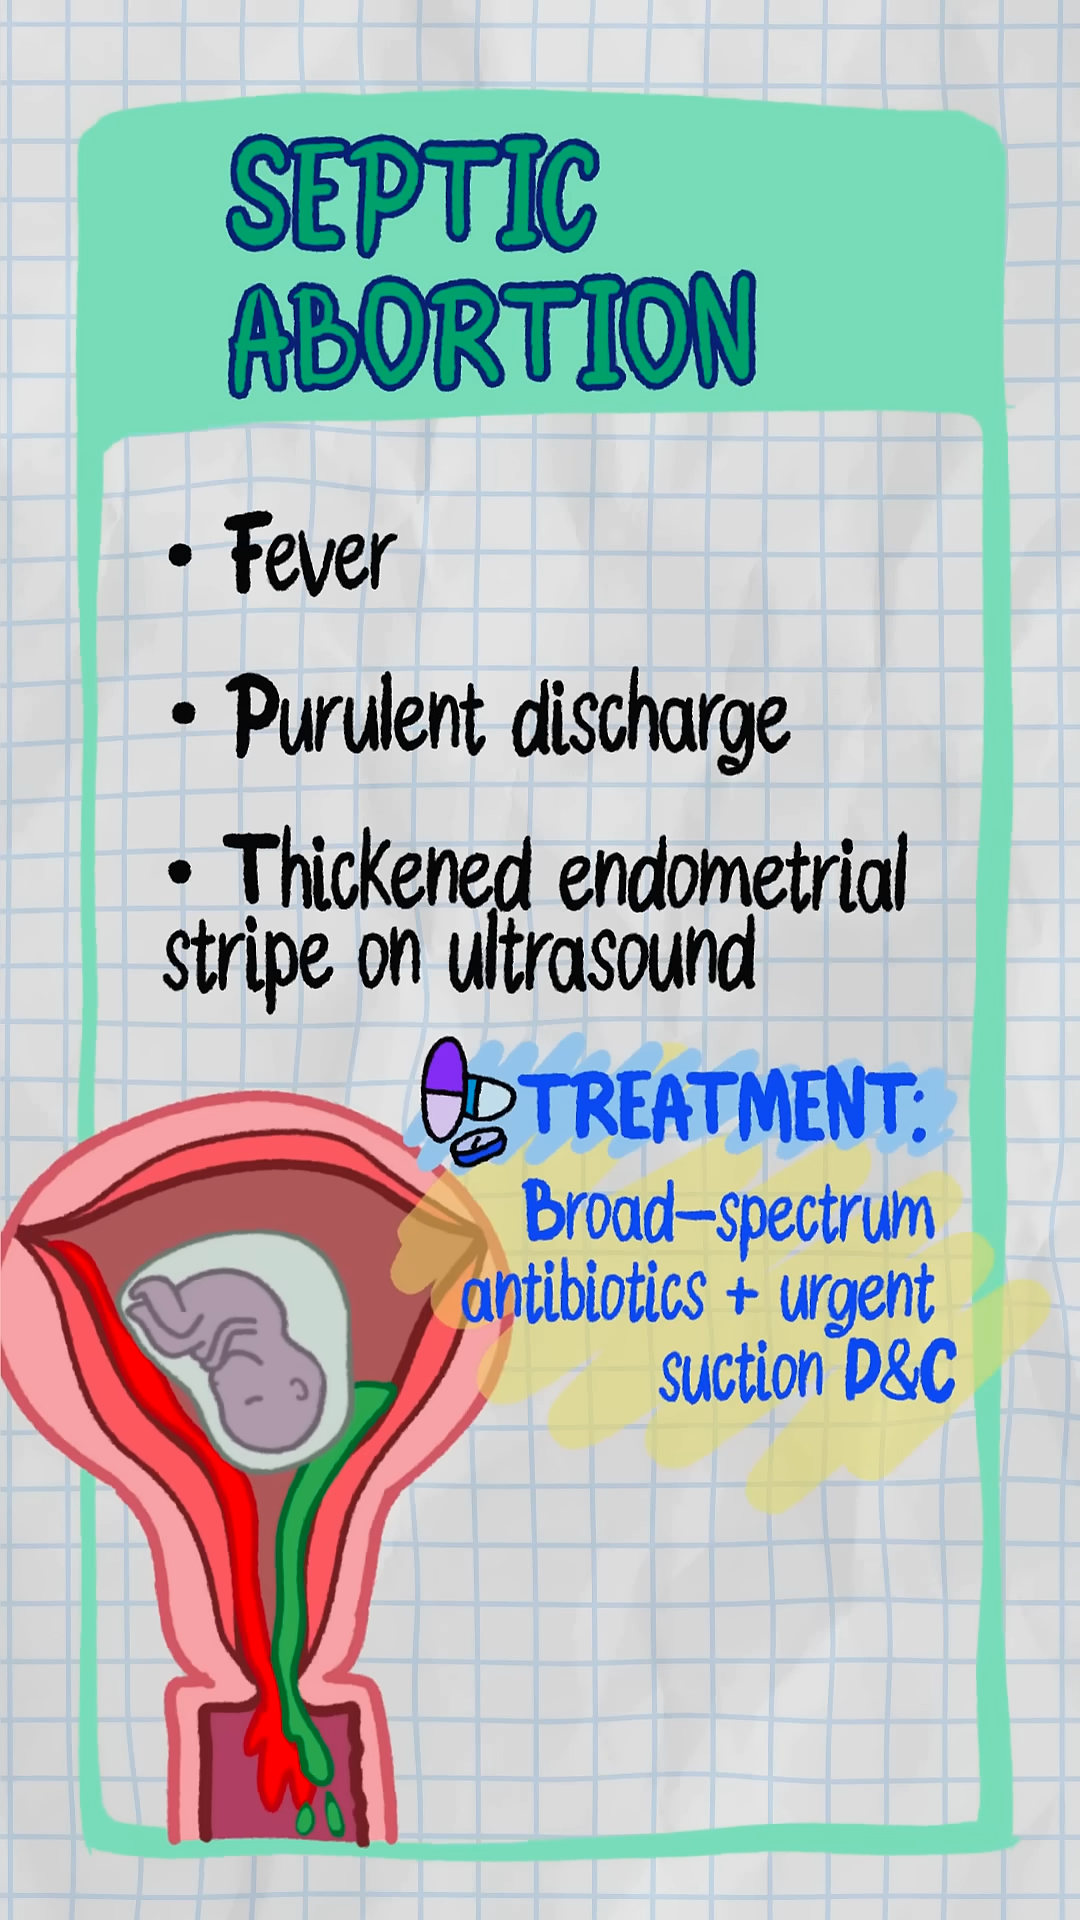 SEPTIC
ABORTION
• Fever
• Purulent discharge
• Thickened endometrial
stripe on ultrasound
TREATMENT:
Broad-spectrum
antibiotics + urgent
suction D&C